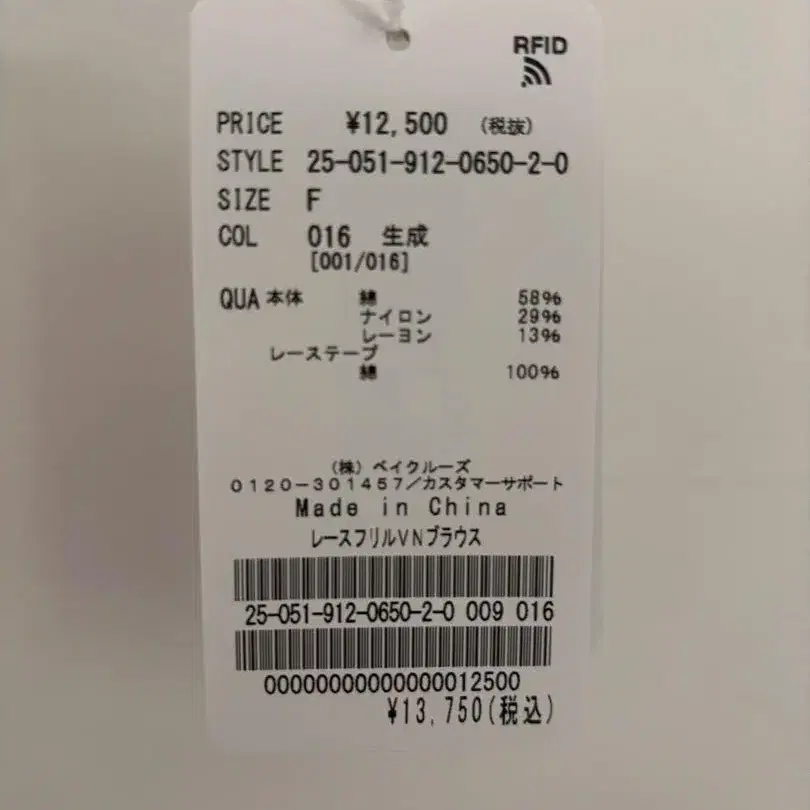 RFID
PRICE ¥12,500 (税抜)
STYLE 25-051-912-0650-2-0
SIZE F
COL 016 生成
[001/016]
QUA 本体 綿 58%
ナイロン 29%
レーヨン 13%
レーステープ
綿 100%
(株) ベイクルーズ
0120-301457/カスタマーサポート
Made in China
レースフリルVNブラウス
25-051-912-0650-2-0 009 016
00000000000000012500
¥13,750(税込)